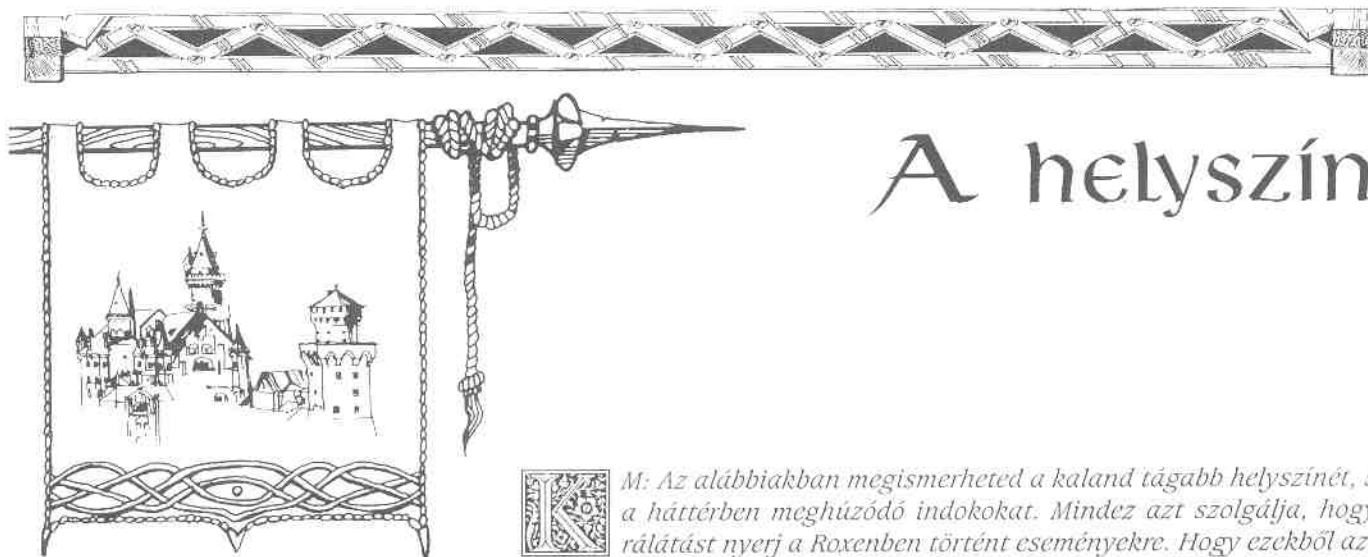 A helyszín
KM: Az alábbiakban megismerheted a kaland tágabb helyszínét,
a háttérben meghúzódó indokokat. Mindez azt szolgálja, hogy
rálátást nyerj a Roxenben történt eseményekre. Hogy ezekből az